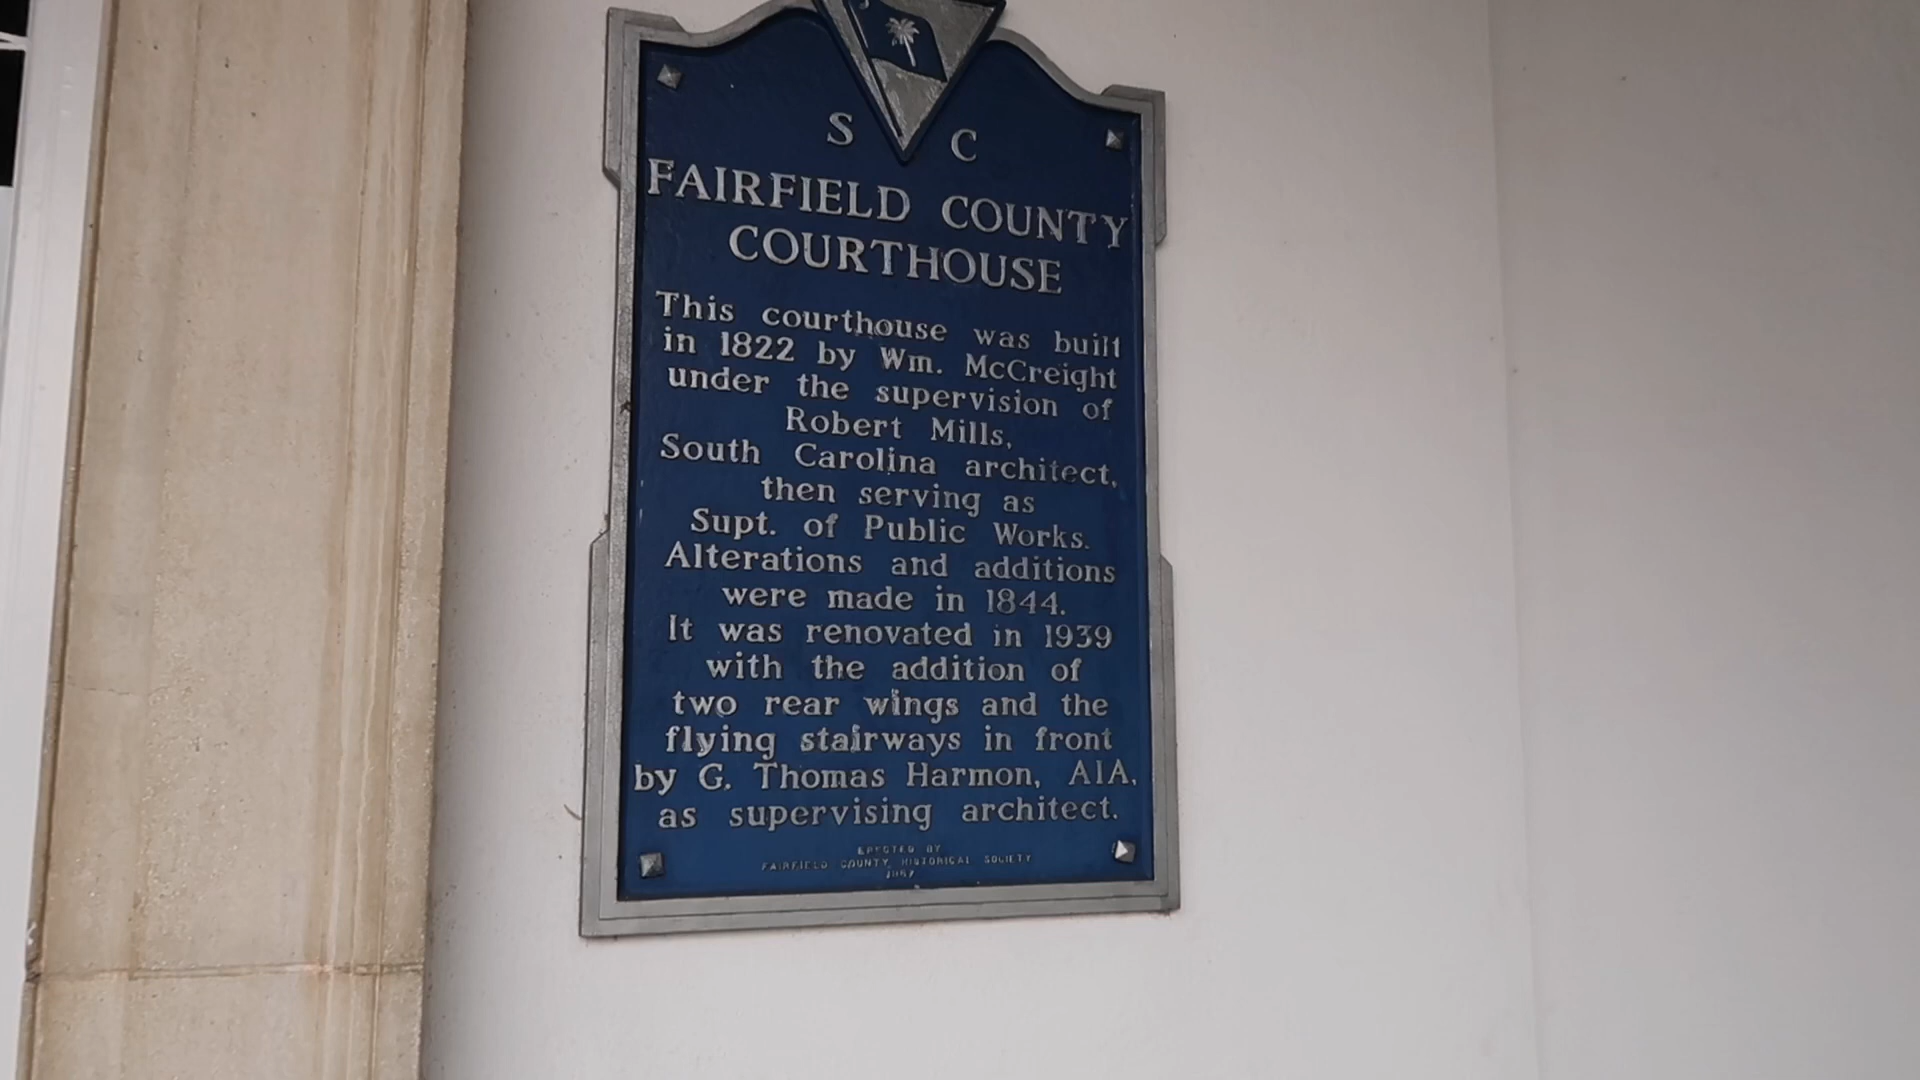 S C
FAIRFIELD COUNTY
COURTHOUSE
This courthouse was built
in 1822 by Wm. McCreight
under the supervision of
Robert Mills,
South Carolina architect,
then serving as
Supt. of Public Works.
Alterations and additions
were made in 1844.
It was renovated in 1939
with the addition of
two rear wings and the
flying stairways in front
by G. Thomas Harmon, AIA,
as supervising architect.
ERECTED BY
FAIRFIELD COUNTY HISTORICAL SOCIETY